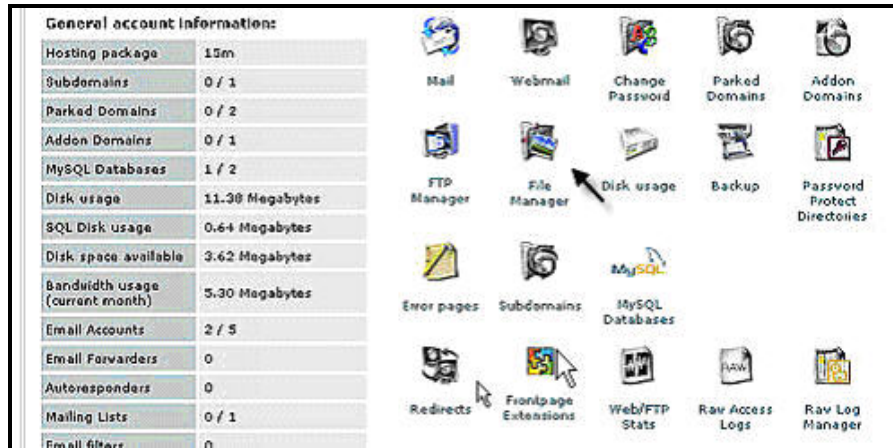 General account information:
Hosting package 15m
Subdomains 0 / 1
Parked Domains 0 / 2
Addon Domains 0 / 1
MySQL Databases 1 / 2
Disk usage 11.38 Megabytes
SQL Disk usage 0.64 Megabytes
Disk space available 3.62 Megabytes
Bandwidth usage
(current month) 5.30 Megabytes
Email Accounts 2 / 5
Email Forwarders 0
Autoresponders 0
Mailing Lists 0 / 1
Email filters 0
Mail Webmail Change Parked Addon
Password Domains Domains
FTP File Disk usage Backup Password
Manager Manager Protect
Directories
MySQL
Error pages Subdomains MySQL
Databases
RAW
Redirects Frontpage Web/FTP Raw Access Raw Log
Extensions Stats Logs Manager